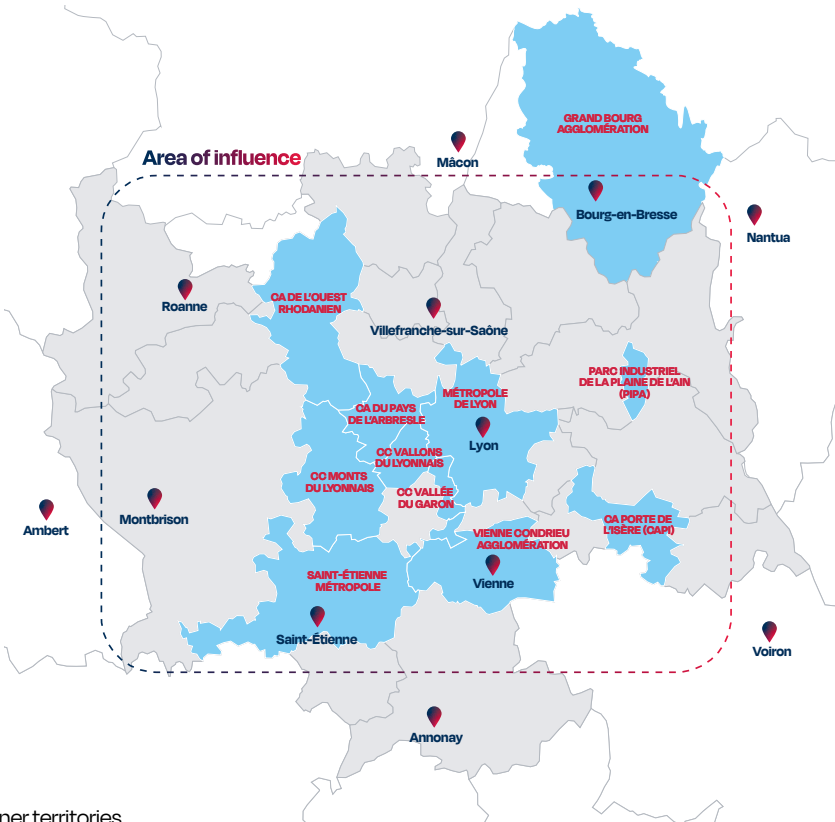 GRAND BOURG
AGGLOMÉRATION
Area of influence
Mâcon
Bourg-en-Bresse
Nantua
CA DE L'OUEST
RHODANIEN
Roanne
Villefranche-sur-Saône
PARC INDUSTRIEL
DE LA PLAINE DE L'AIN
(PIPA)
MÉTROPOLE
DE LYON
CA DU PAYS
DE L'ARBRESLE
Lyon
CC VALLONS
DU LYONNAIS
CC MONTS
DU LYONNAIS
CC VALLÉE
DU GARON
Montbrison
Ambert
CA PORTE DE
L'ISÈRE (CAPI)
VIENNE CONDRIEU
AGGLOMÉRATION
Vienne
SAINT-ÉTIENNE
MÉTROPOLE
Saint-Étienne
Voiron
Annonay
ner territories